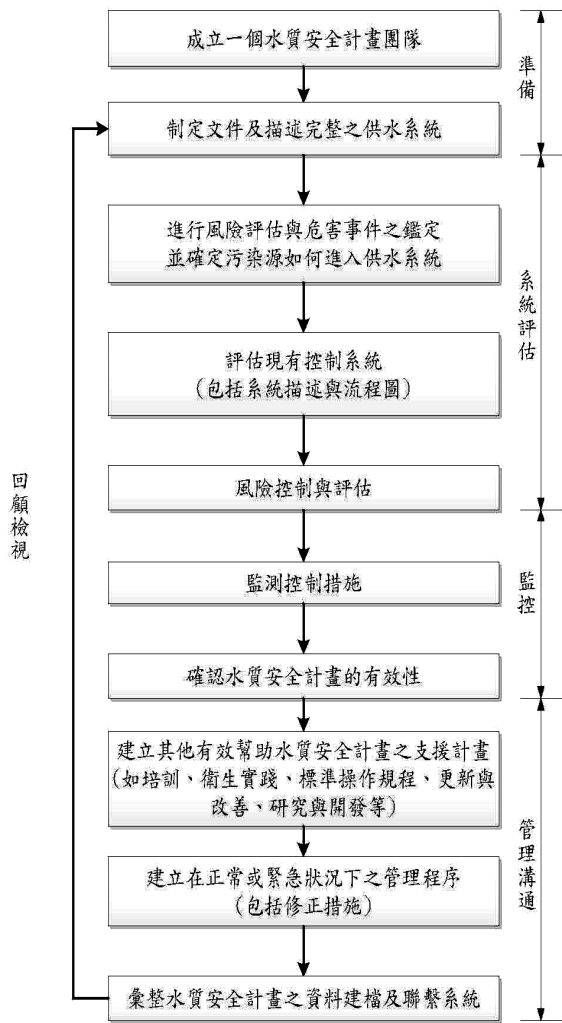 成立一個水質安全計畫團隊
準備
制定文件及描述完整之供水系統
進行風險評估與危害事件之鑑定
並確定污染源如何進入供水系統
系統評估
評估現有控制系統
(包括系統描述與流程圖)
風險控制與評估
回顧檢視
監測控制措施
監控
確認水質安全計畫的有效性
建立其他有效幫助水質安全計畫之支援計畫
(如培訓、衛生實踐、標準操作規程、更新與
改善、研究與開發等)
管理溝通
建立在正常或緊急狀況下之管理程序
(包括修正措施)
彙整水質安全計畫之資料建檔及聯繫系統